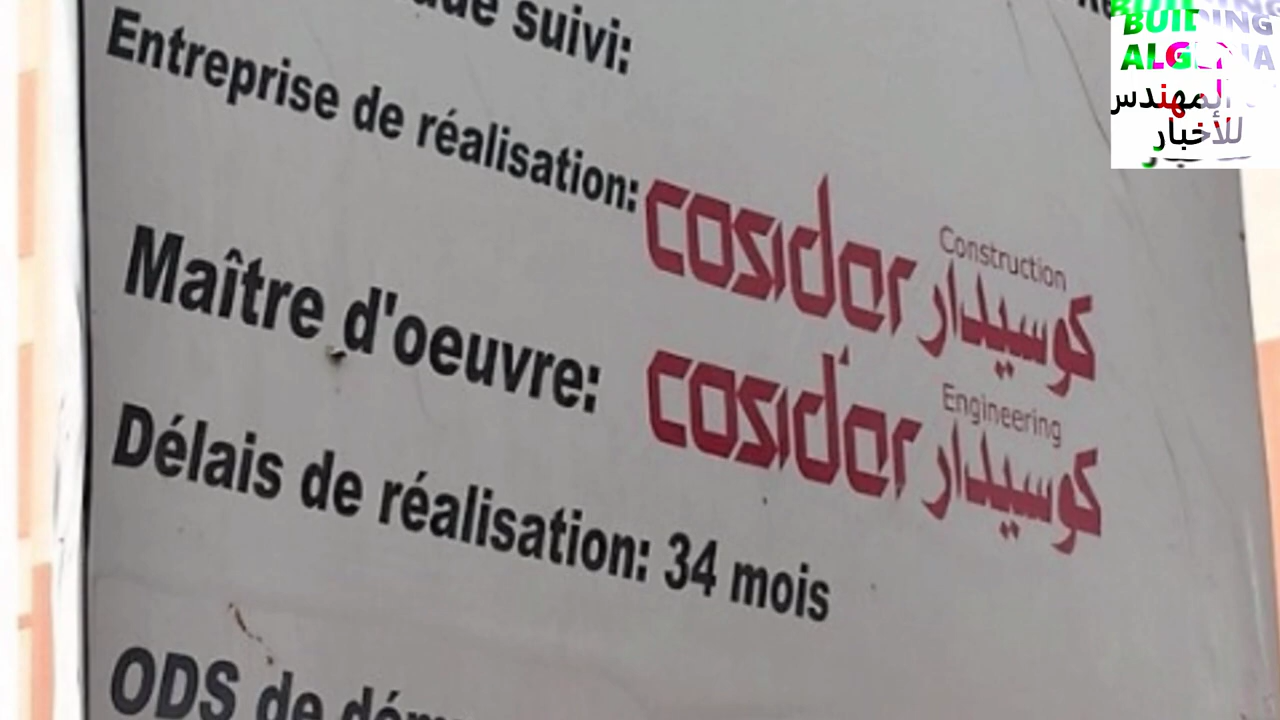 suivi:
Entreprise de réalisation:
cosider
Construction
كوسيدار
Maître d'oeuvre:
cosider
Engineering
كوسيدار
Délais de réalisation: 34 mois
ODS de
BUILDING
ALGERIA
المهندس
للأخبار